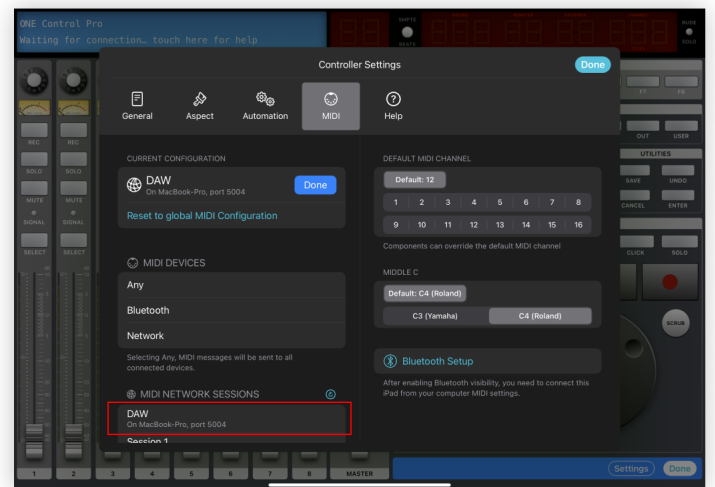 ONE Control Pro
Waiting for connection… touch here for help
SMPTE
BEATS
RUDE
SOLO
Controller Settings
Done
General
Aspect
Automation
MIDI
Help
F7
F8
REC
REC
SOLO
SOLO
MUTE
MUTE
SIGNAL
SIGNAL
SELECT
SELECT
OUT
USER
UTILITIES
SAVE
UNDO
CANCEL
ENTER
CLICK
SOLO
SCRUB
CURRENT CONFIGURATION
DAW
On MacBook-Pro, port 5004
Done
Reset to global MIDI Configuration
MIDI DEVICES
Any
Bluetooth
Network
Selecting Any, MIDI messages will be sent to all
connected devices.
MIDI NETWORK SESSIONS
DAW
On MacBook-Pro, port 5004
Session 1
DEFAULT MIDI CHANNEL
Default: 12
1 2 3 4 5 6 7 8
9 10 11 12 13 14 15 16
Components can override the default MIDI channel
MIDDLE C
Default: C4 (Roland)
C3 (Yamaha)
C4 (Roland)
Bluetooth Setup
After enabling Bluetooth visibility, you need to connect this
iPad from your computer MIDI settings.
1 2 3 4 5 6 7 8 MASTER
Settings
Done